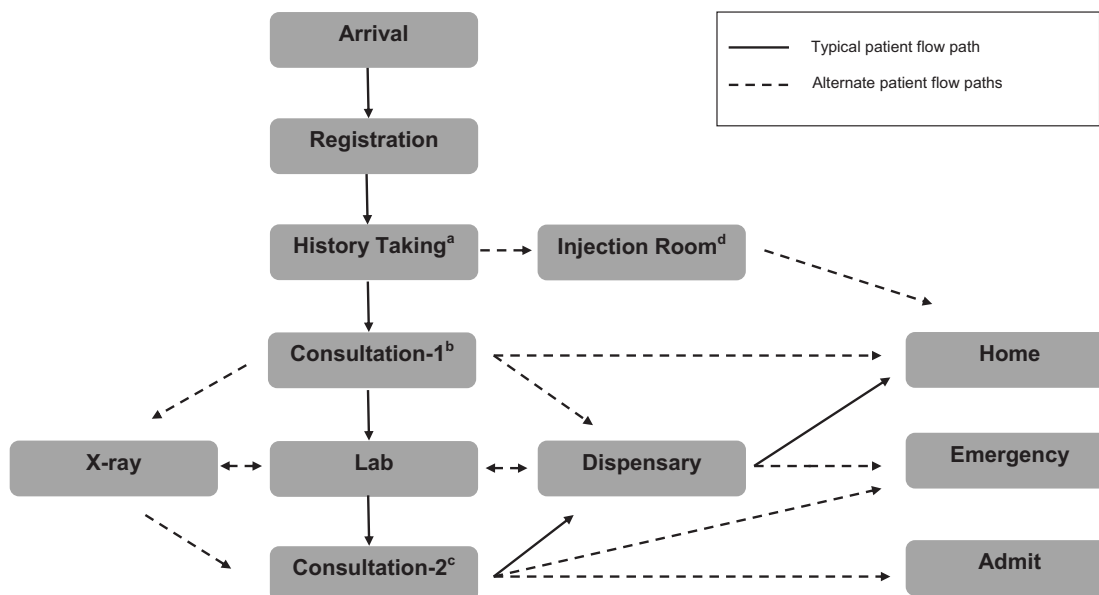 Arrival
Typical patient flow path
Alternate patient flow paths
Registration
History Takingᵃ
Injection Roomᵈ
Consultation-1ᵇ
Home
X-ray
Lab
Dispensary
Emergency
Consultation-2ᶜ
Admit